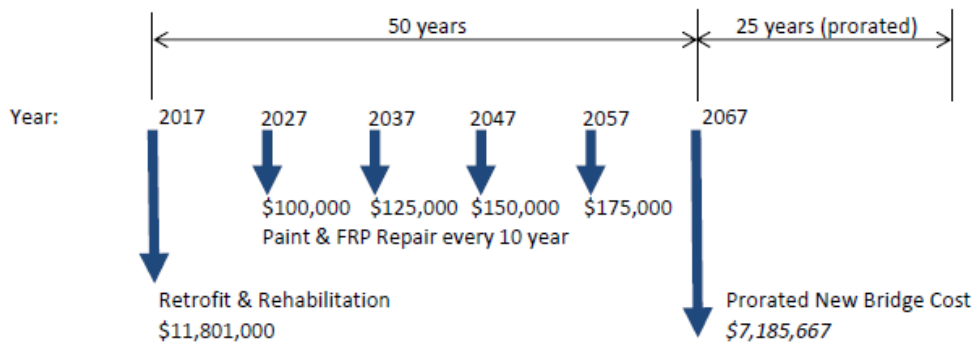 50 years 25 years (prorated)
Year: 2017 2027 2037 2047 2057 2067
$100,000 $125,000 $150,000 $175,000
Paint & FRP Repair every 10 year
Retrofit & Rehabilitation Prorated New Bridge Cost
$11,801,000 $7,185,667